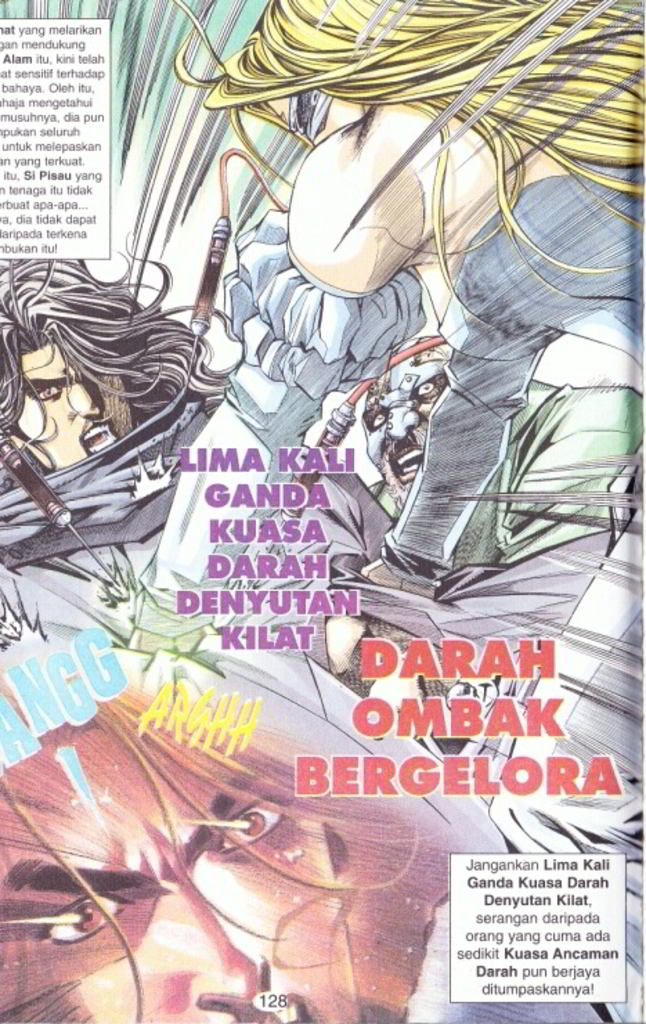 yang melarikan
mendukung
Alam itu, kini telah
sensitif terhadap
bahaya. Oleh itu,
mengetahui
musuhnya, dia pun
seluruh
untuk melepaskan
yang terkuat.
itu, Si Pisau yang
tenaga itu tidak
apa-apa...
dia tidak dapat
daripada terkena
itu!
LIMA KALI
GANDA
KUASA
DARAH
DENYUTAN
KILAT
DARAH
OMBAK
BERGELORA
ANGG
!
ARGHH
Jangankan Lima Kali
Ganda Kuasa Darah
Denyutan Kilat,
serangan daripada
orang yang cuma ada
sedikit Kuasa Ancaman
Darah pun berjaya
ditumpaskannya!
128